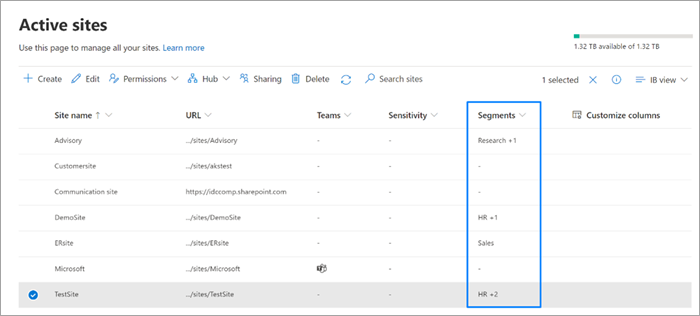 Active sites
Use this page to manage all your sites. Learn more
1.32 TB available of 1.32 TB
Create Edit Permissions Hub Sharing Delete Search sites 1 selected IB view
Site name ↑ URL Teams Sensitivity Segments Customize columns
Advisory .../sites/Advisory - - Research +1
Customersite .../sites/akstest - - -
Communication site https://idccomp.sharepoint.com - - -
DemoSite .../sites/DemoSite - - HR +1
ERsite .../sites/ERsite - - Sales
Microsoft .../sites/Microsoft - -
TestSite .../sites/TestSite - - HR +2